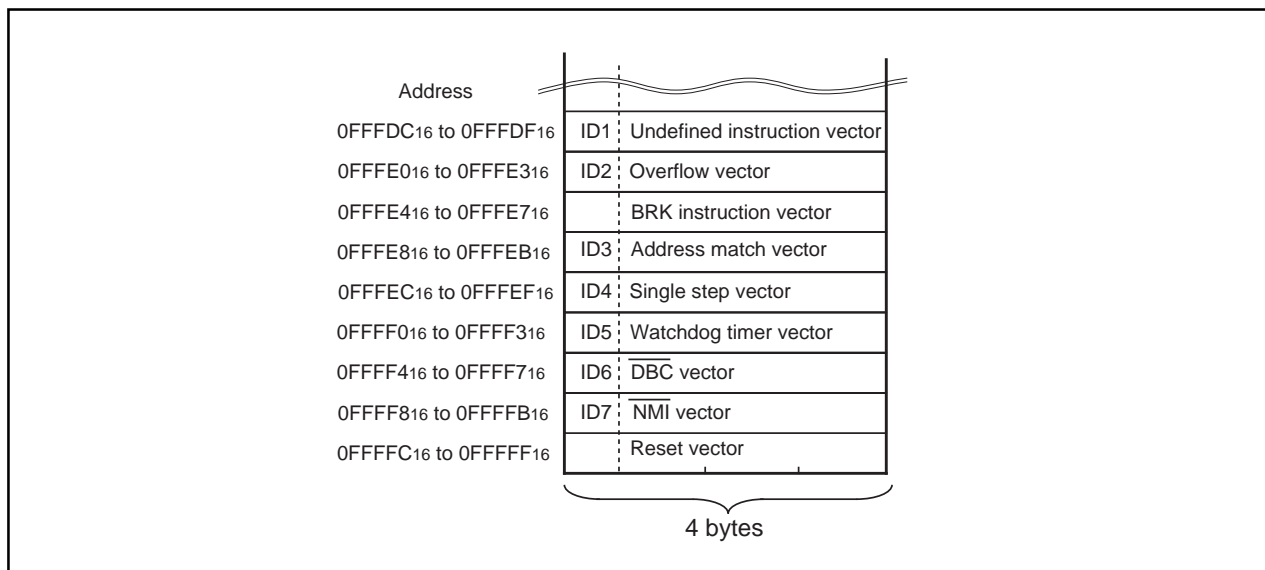 Address
0FFFDC16 to 0FFFDF16 ID1 Undefined instruction vector
0FFFE016 to 0FFFE316 ID2 Overflow vector
0FFFE416 to 0FFFE716 BRK instruction vector
0FFFE816 to 0FFFEB16 ID3 Address match vector
0FFFEC16 to 0FFFEF16 ID4 Single step vector
0FFFF016 to 0FFFF316 ID5 Watchdog timer vector
0FFFF416 to 0FFFF716 ID6 DBC vector
0FFFF816 to 0FFFFB16 ID7 NMI vector
0FFFFC16 to 0FFFFF16 Reset vector
4 bytes